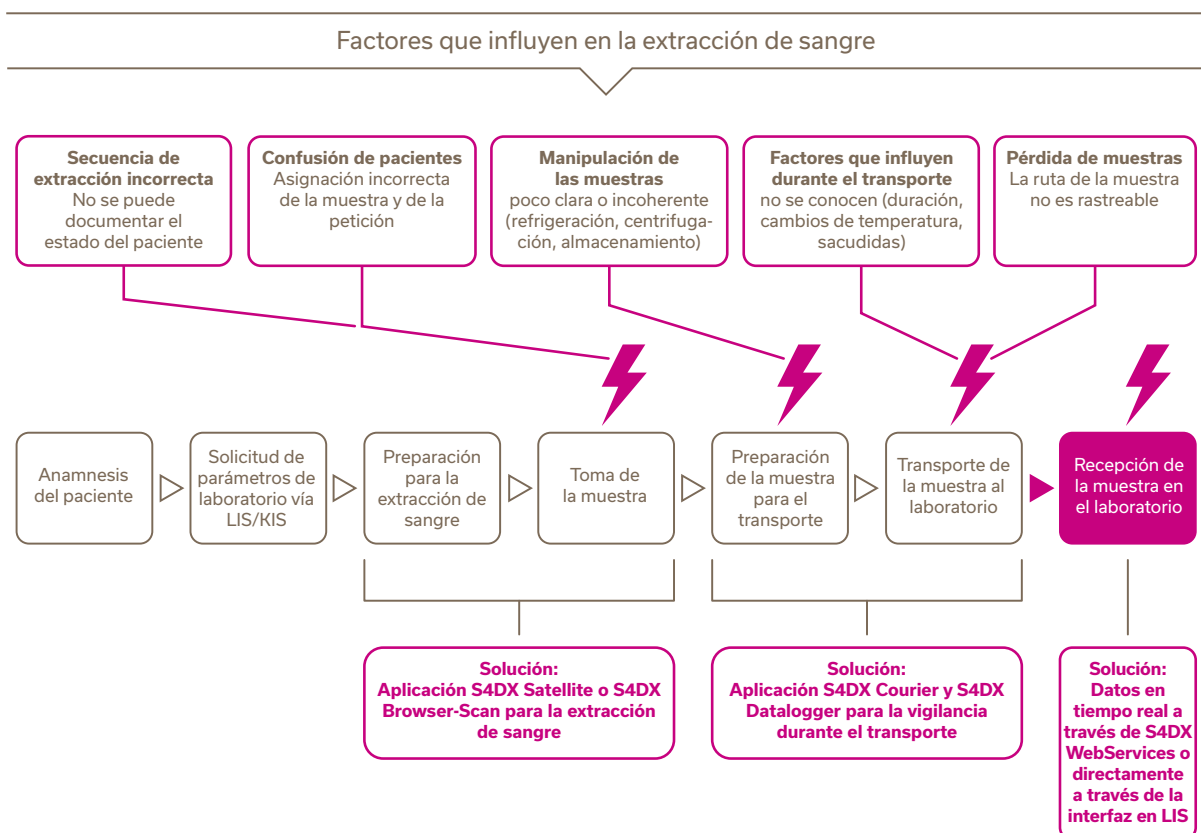 Factores que influyen en la extracción de sangre
Secuencia de
extracción incorrecta
No se puede
documentar el
estado del paciente
Confusión de pacientes
Asignación incorrecta
de la muestra y de la
petición
Manipulación de
las muestras
poco clara o incoherente
(refrigeración, centrifuga-
ción, almacenamiento)
Factores que influyen
durante el transporte
no se conocen (duración,
cambios de temperatura,
sacudidas)
Pérdida de muestras
La ruta de la muestra
no es rastreable
Anamnesis
del paciente
Solicitud de
parámetros de
laboratorio vía
LIS/KIS
Preparación
para la
extracción de
sangre
Toma de
la muestra
Preparación
de la muestra
para el
transporte
Transporte de
la muestra al
laboratorio
Recepción de
la muestra en
el laboratorio
Solución:
Aplicación S4DX Satellite o S4DX
Browser-Scan para la extracción
de sangre
Solución:
Aplicación S4DX Courier y S4DX
Datalogger para la vigilancia
durante el transporte
Solución:
Datos en
tiempo real a
través de S4DX
WebServices o
directamente
a través de la
interfaz en LIS